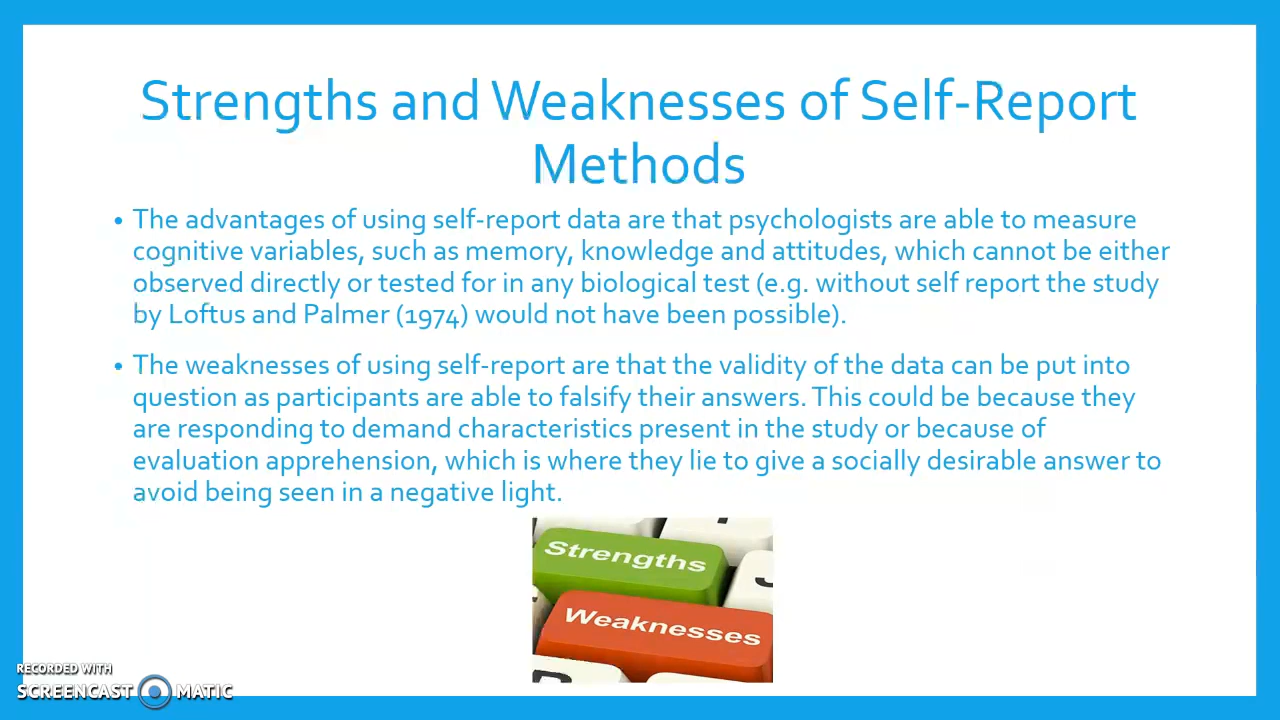 Strengths and Weaknesses of Self-Report
Methods
• The advantages of using self-report data are that psychologists are able to measure
cognitive variables, such as memory, knowledge and attitudes, which cannot be either
observed directly or tested for in any biological test (e.g. without self report the study
by Loftus and Palmer (1974) would not have been possible).
• The weaknesses of using self-report are that the validity of the data can be put into
question as participants are able to falsify their answers. This could be because they
are responding to demand characteristics present in the study or because of
evaluation apprehension, which is where they lie to give a socially desirable answer to
avoid being seen in a negative light.
Strengths
Weaknesses
RECORDED WITH
SCREENCAST MATIC